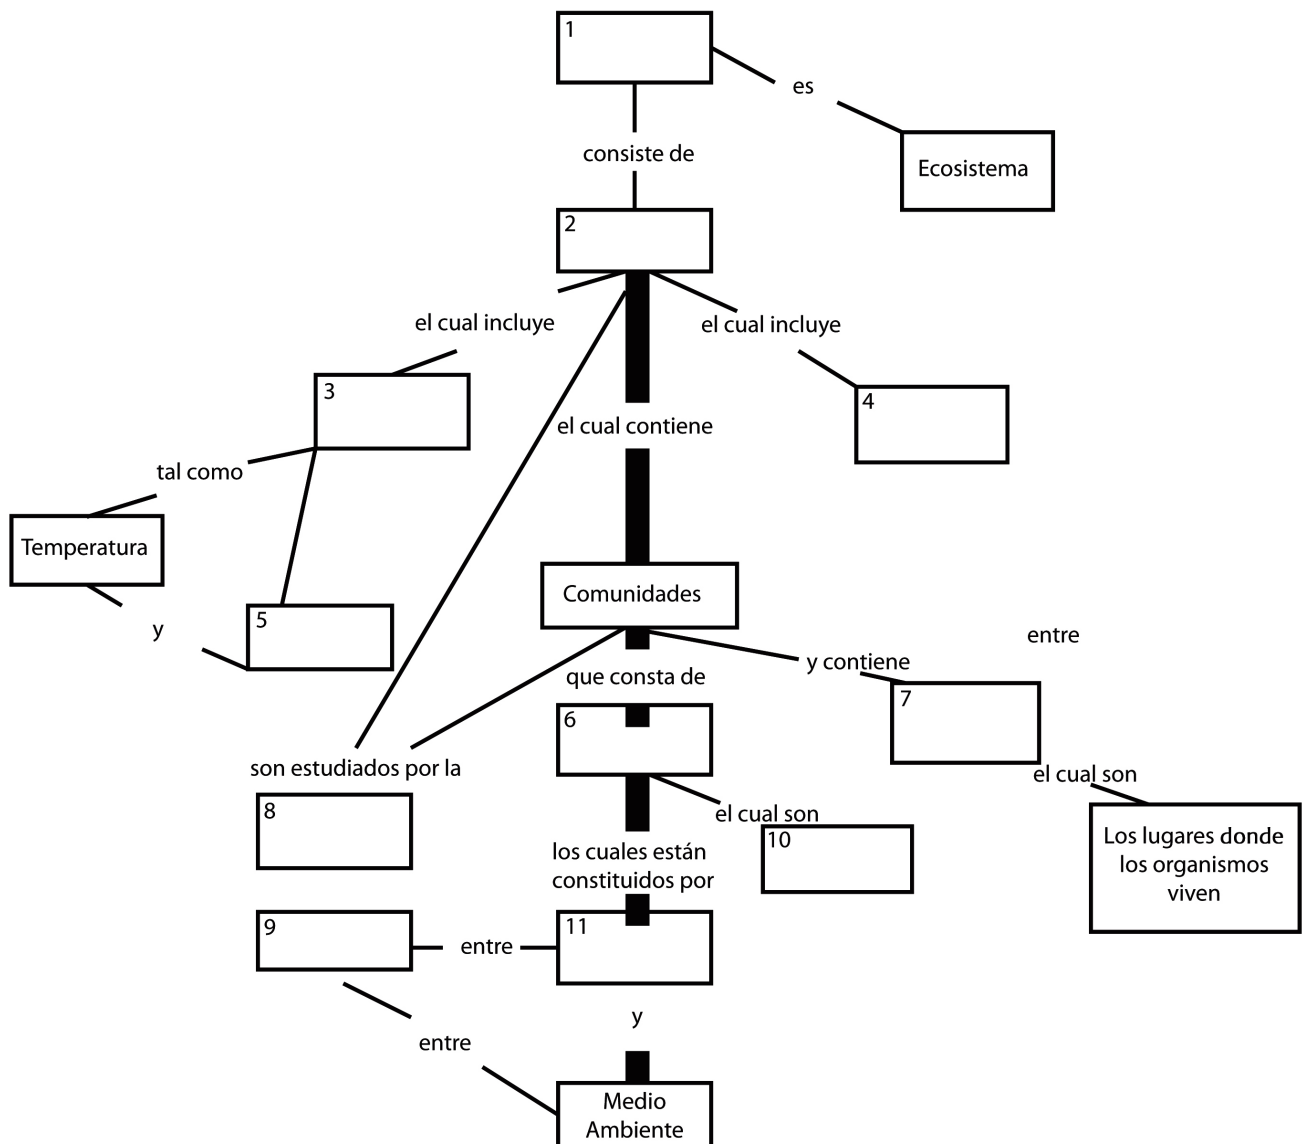 1
es
Ecosistema
consiste de
2
el cual incluye
el cual incluye
3
4
el cual contiene
tal como
Temperatura
Comunidades
5
y
entre
y contiene
que consta de
7
6
son estudiados por la
el cual son
8
el cual son
10
Los lugares donde
los organismos
viven
los cuales están
constituidos por
9
entre
11
y
entre
Medio
Ambiente